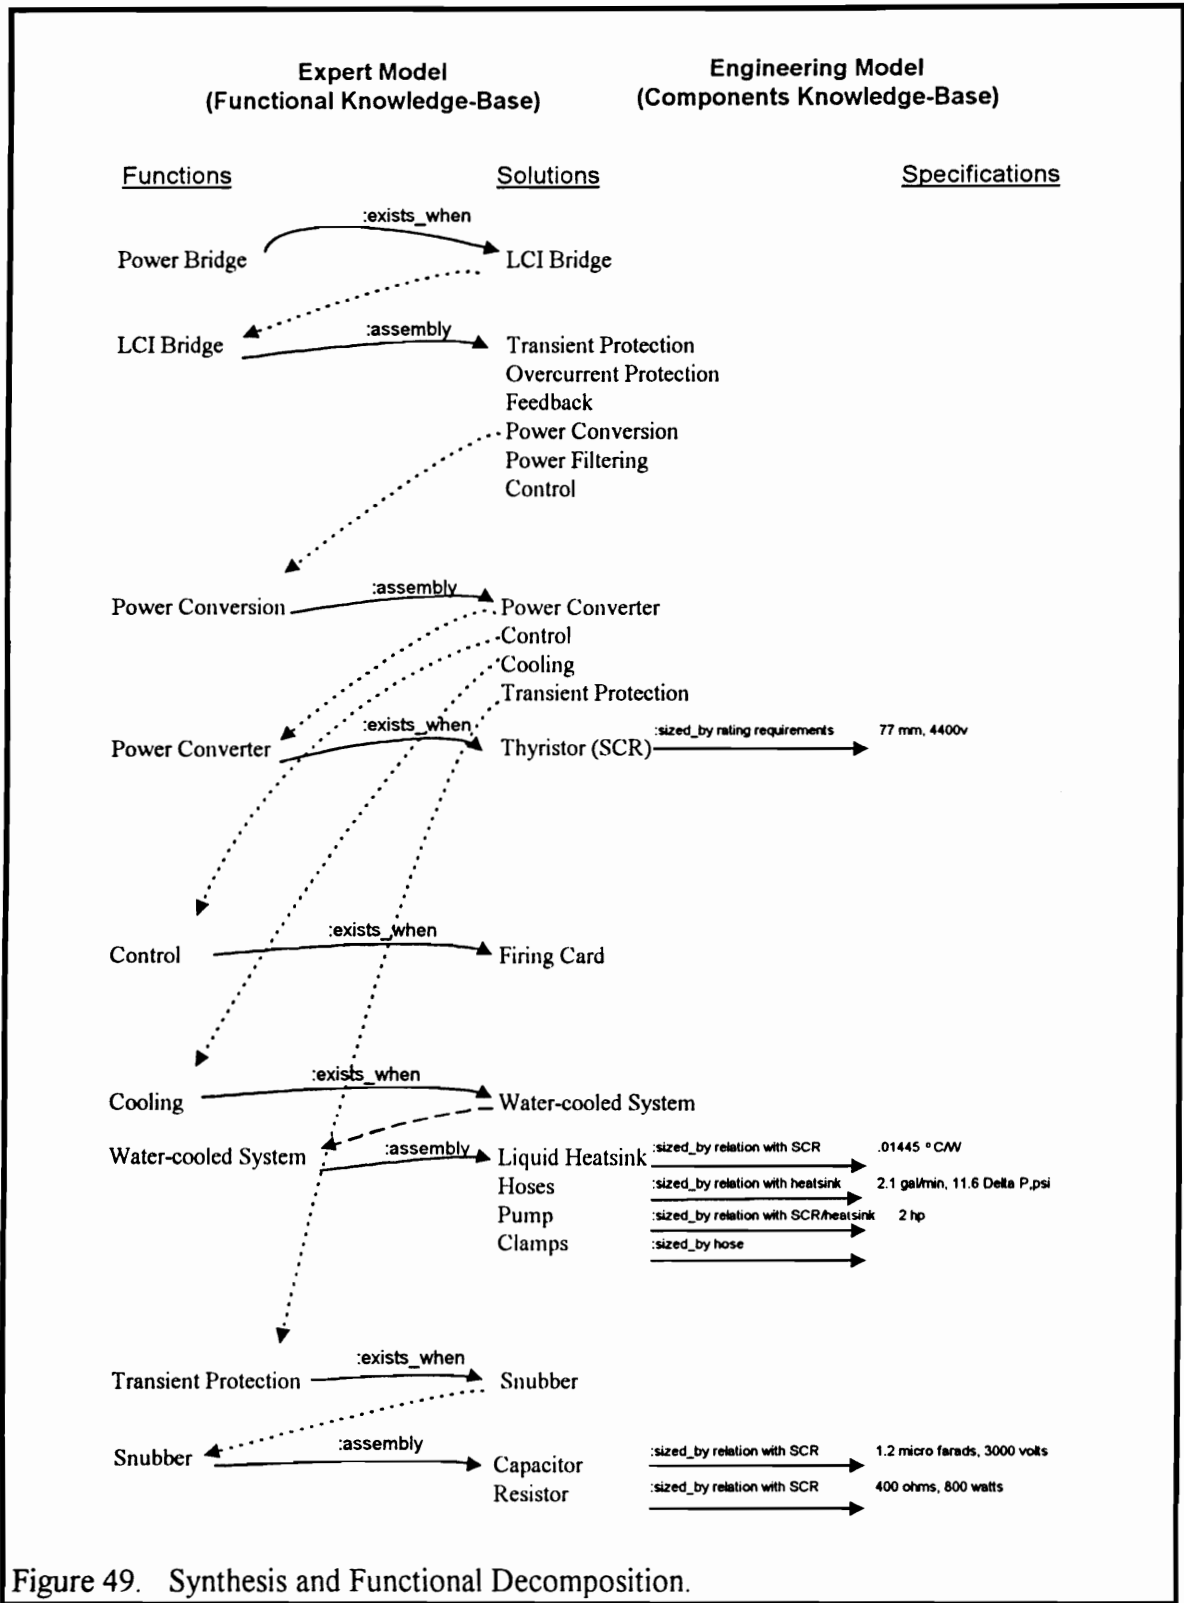 Expert Model
(Functional Knowledge-Base)
Engineering Model
(Components Knowledge-Base)
Functions
Solutions
Specifications
:exists_when
Power Bridge
LCI Bridge
:assembly
LCI Bridge
Transient Protection
Overcurrent Protection
Feedback
Power Conversion
Power Filtering
Control
:assembly
Power Conversion
Power Converter
Control
Cooling
Transient Protection
:exists_when
Power Converter
Thyristor (SCR)
:sized_by rating requirements
77 mm, 4400v
:exists_when
Control
Firing Card
:exists_when
Cooling
Water-cooled System
Water-cooled System
:assembly
Liquid Heatsink
:sized_by relation with SCR
.01445 °C/W
Hoses
:sized_by relation with heatsink
2.1 gal/min, 11.6 Delta P,psi
Pump
:sized_by relation with SCR/heatsink
2 hp
Clamps
:sized_by hose
:exists_when
Transient Protection
Snubber
:assembly
Snubber
Capacitor
:sized_by relation with SCR
1.2 micro farads, 3000 volts
Resistor
:sized_by relation with SCR
400 ohms, 800 watts
Figure 49. Synthesis and Functional Decomposition.